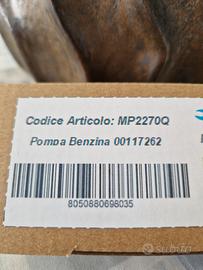 Codice Articolo: MP2270Q
Pompa Benzina 00117262
8050880698035
subito